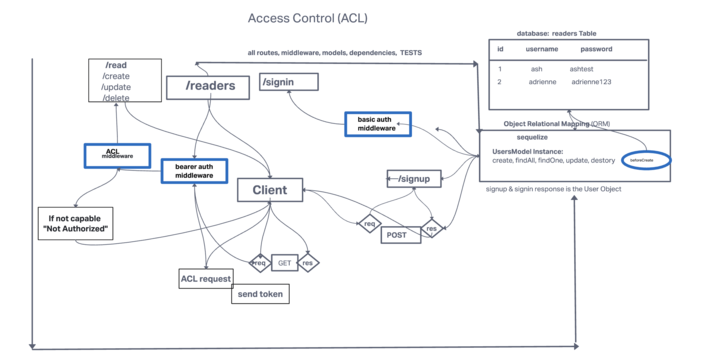 Access Control (ACL)
database: readers Table
id username password
1 ash ashtest
2 adrienne adrienne123
all routes, middleware, models, dependencies, TESTS
/read
/create
/update
/delete
/readers
/signin
basic auth
middleware
Object Relational Mapping (ORM)
sequelize
UsersModel Instance:
create, findAll, findOne, update, destory
beforeCreate
signup & signin response is the User Object
ACL
middleware
bearer auth
middleware
Client
/signup
If not capable
"Not Authorized"
req
POST
res
req
GET
res
ACL request
send token